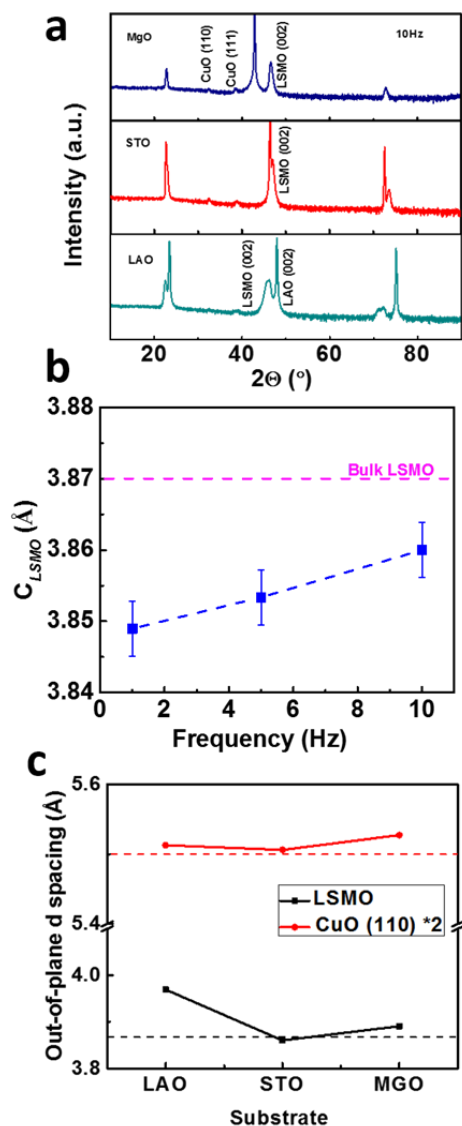 a
MgO
CuO (110)
CuO (111)
LSMO (002)
10Hz
STO
LSMO (002)
LAO
LSMO (002)
LAO (002)
Intensity (a.u.)
20 40 60 80
2Θ (°)
b
3.88
3.87
3.86
3.85
3.84
Bulk LSMO
C_LSMO (Å)
0 2 4 6 8 10
Frequency (Hz)
c
5.6
5.4
4.0
3.8
LSMO
CuO (110) *2
Out-of-plane d spacing (Å)
LAO STO MGO
Substrate